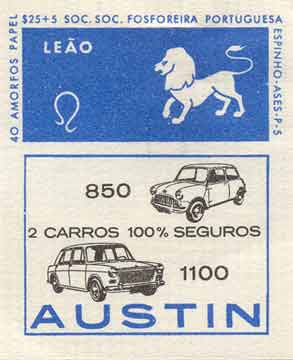 40 AMORFOS PAPEL
$25+5 SOC. SOC. FOSFOREIRA PORTUGUESA
ESPINHO-ASES-P-5
LEÃO
850
2 CARROS 100% SEGUROS
1100
AUSTIN